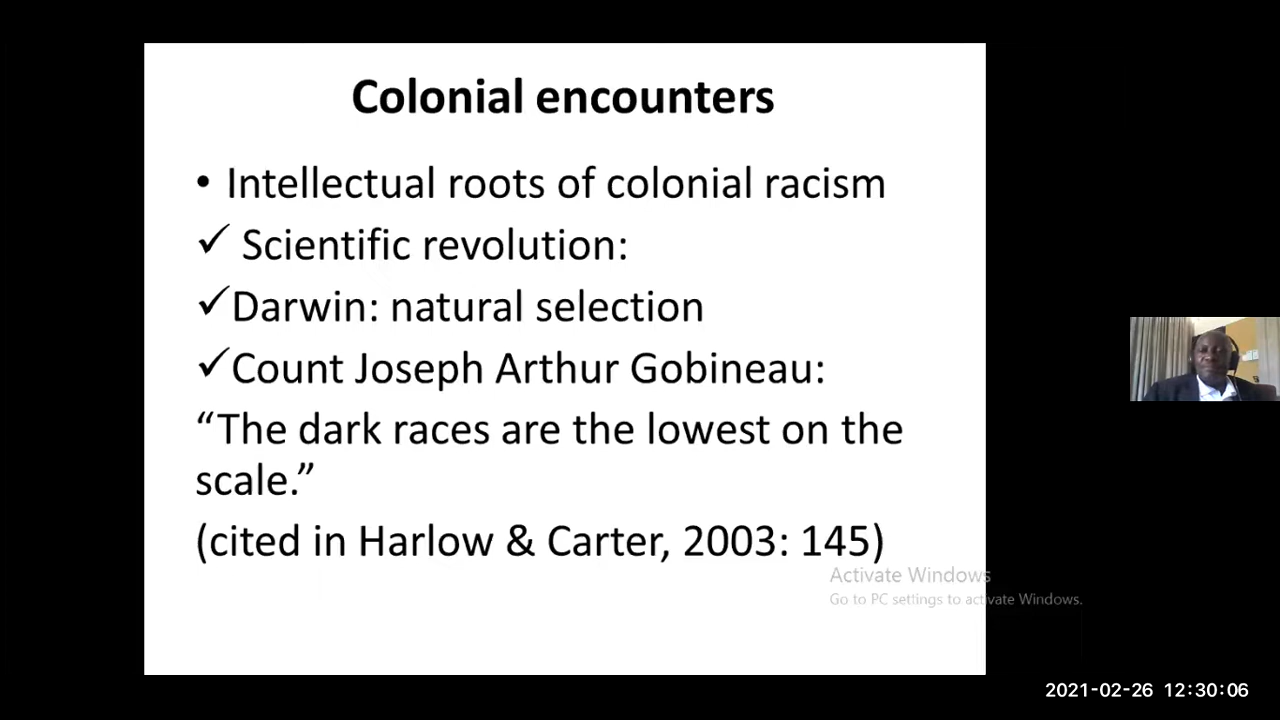 Colonial encounters
• Intellectual roots of colonial racism
✓ Scientific revolution:
✓Darwin: natural selection
✓Count Joseph Arthur Gobineau:
“The dark races are the lowest on the
scale.”
(cited in Harlow & Carter, 2003: 145)
Activate Windows
Go to PC settings to activate Windows.
2021-02-26 12:30:06